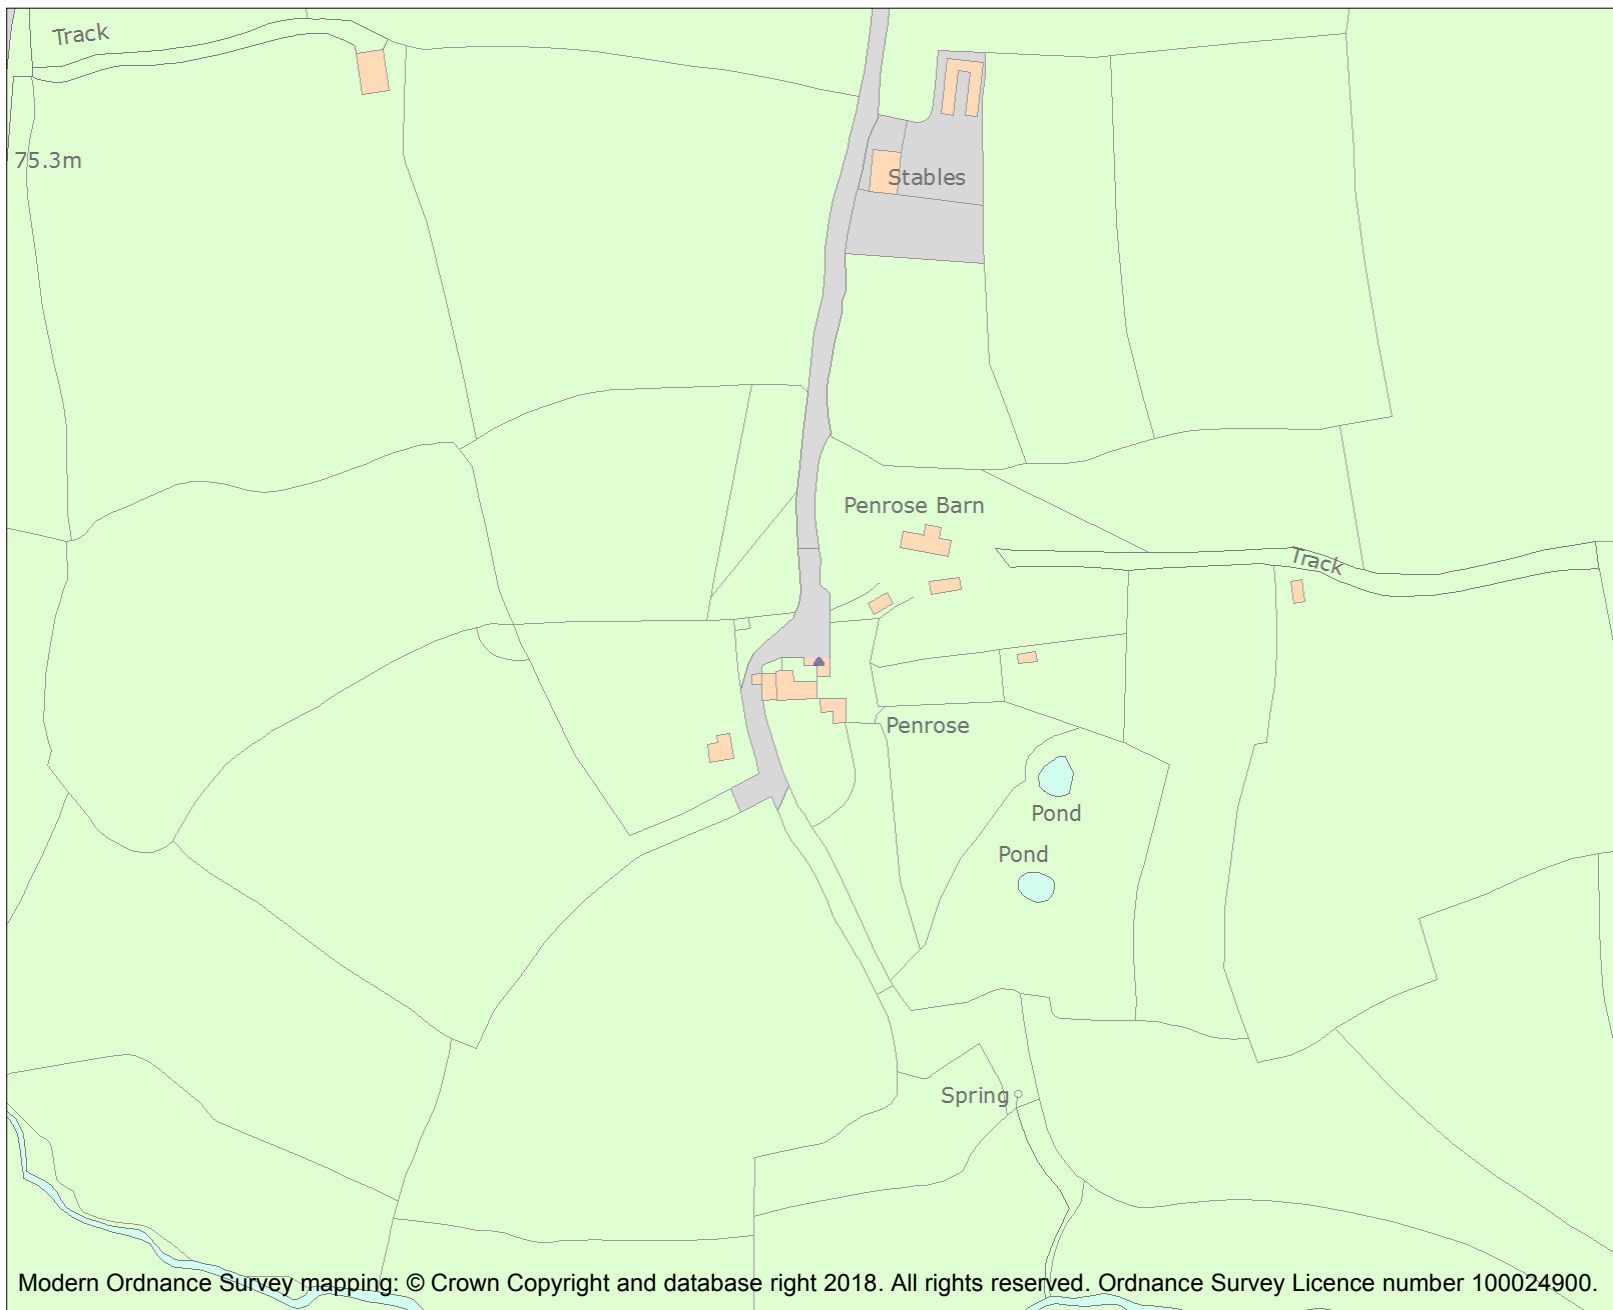 Track
75.3m
Stables
Penrose Barn
Track
Penrose
Pond
Pond
Spring
Modern Ordnance Survey mapping: © Crown Copyright and database right 2018. All rights reserved. Ordnance Survey Licence number 100024900.